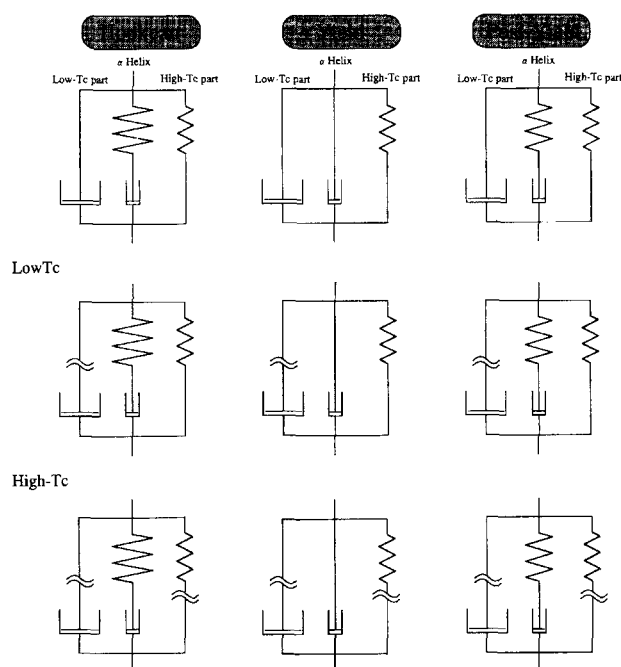 α Helix
α Helix
α Helix
Low-Tc part
High-Tc part
Low-Tc part
High-Tc part
Low-Tc part
High-Tc part
LowTc
High-Tc